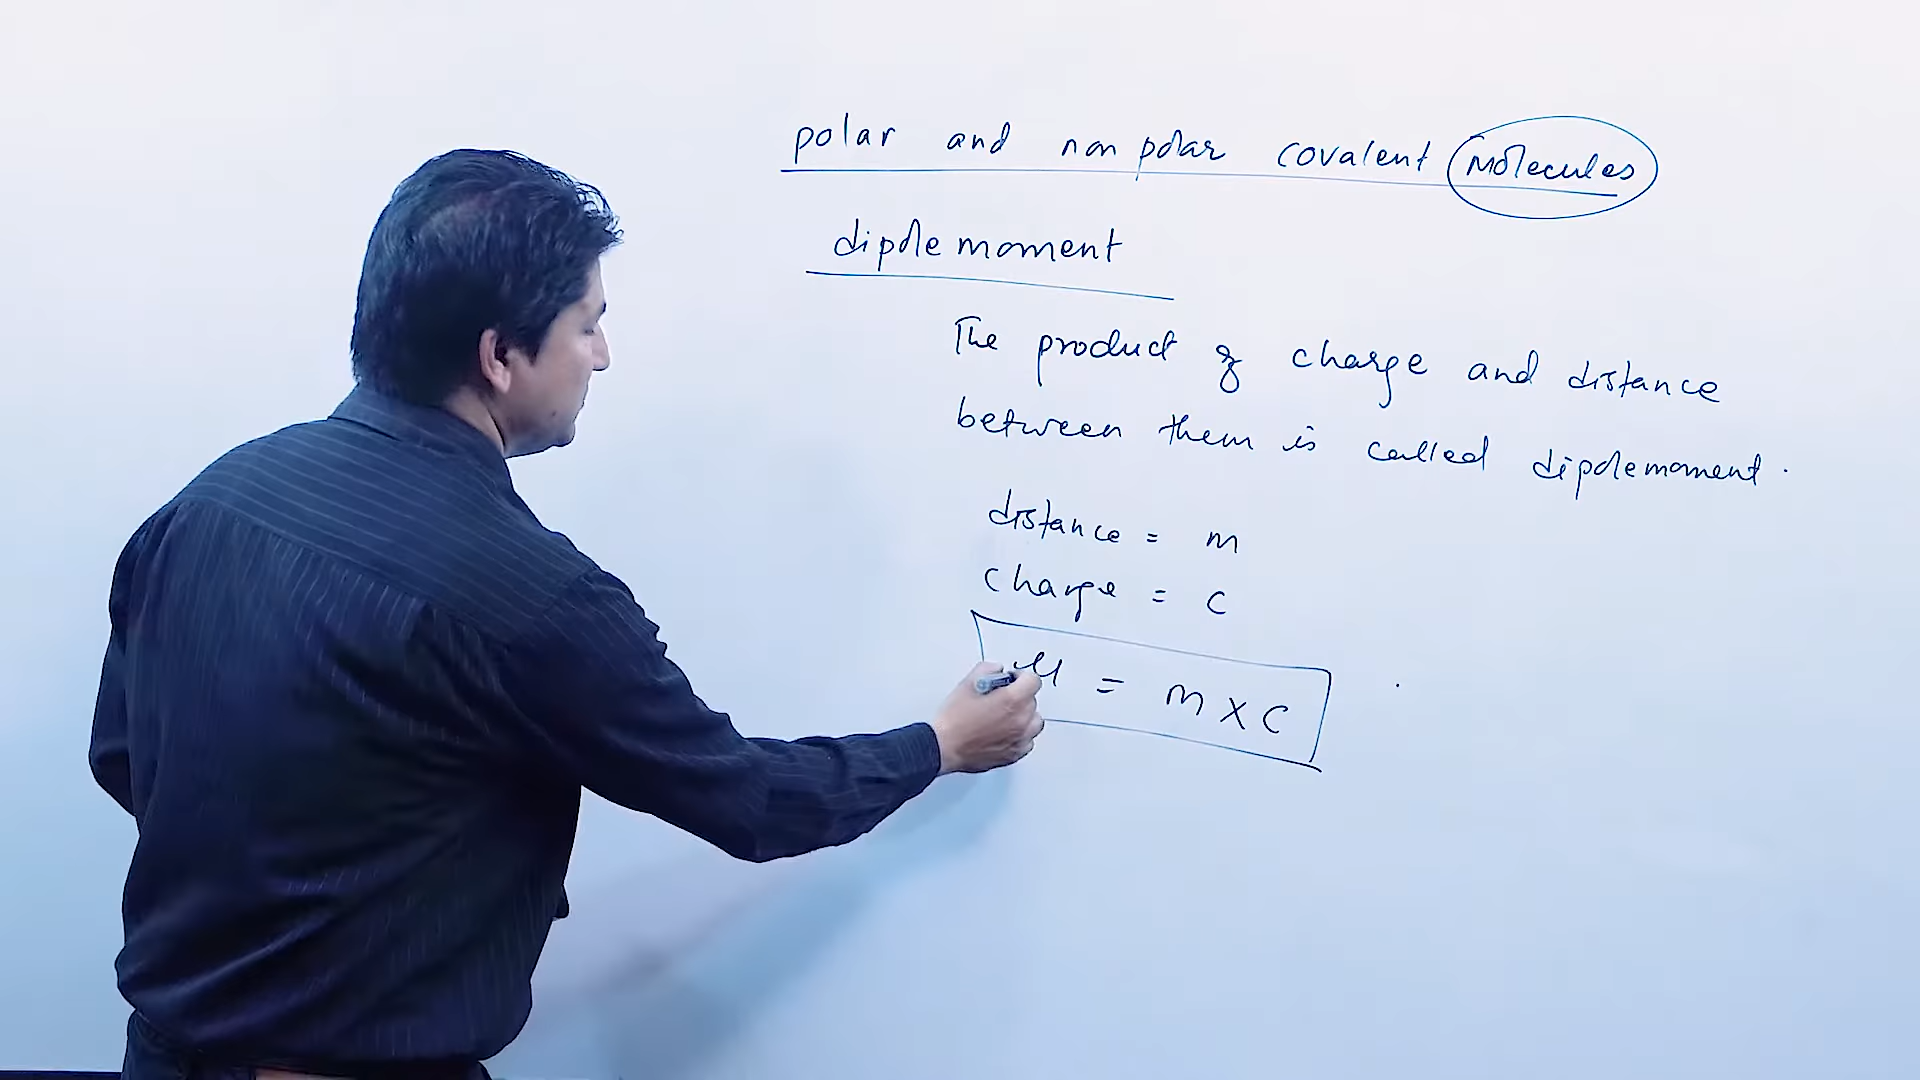 polar and non polar covalent Molecules
dipole moment
The product of charge and distance
between them is called dipole moment.
distance = m
charge = C
μ = m x C